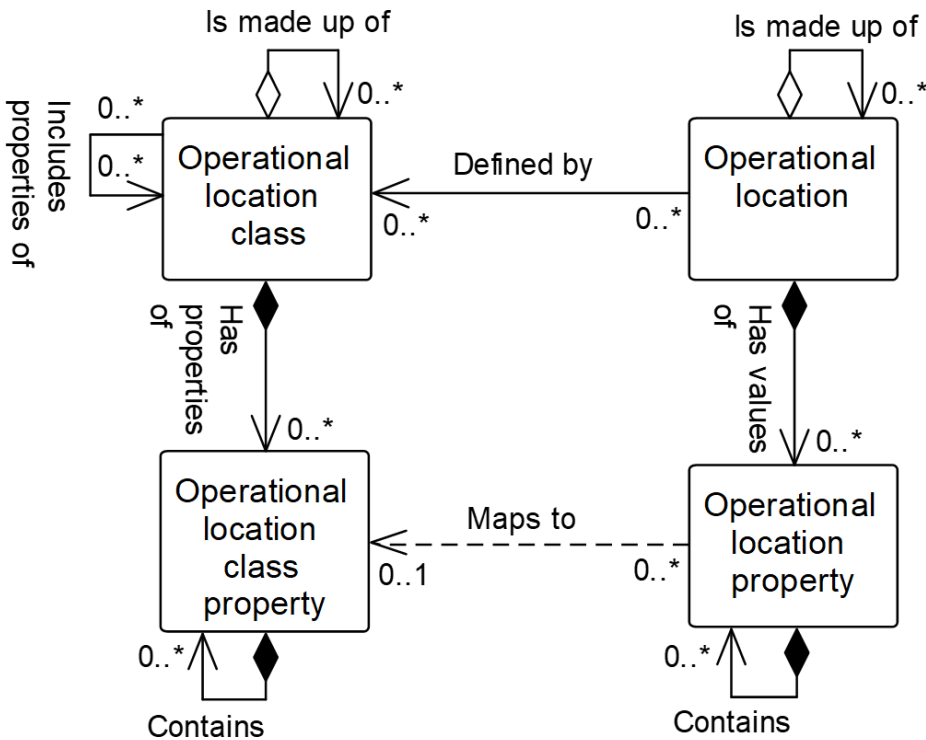 Is made up of
Is made up of
0..*
0..*
0..*
0..*
Includes
properties of
Operational
location
class
Defined by
0..*
0..*
Operational
location
Has
properties
of
0..*
Has values
of
0..*
Operational
location
class
property
Maps to
0..1
0..*
Operational
location
property
0..*
Contains
0..*
Contains